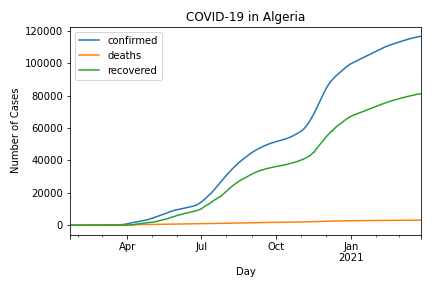 COVID-19 in Algeria
confirmed
deaths
recovered
Number of Cases
120000
100000
80000
60000
40000
20000
0
Apr
Jul
Oct
Jan
2021
Day